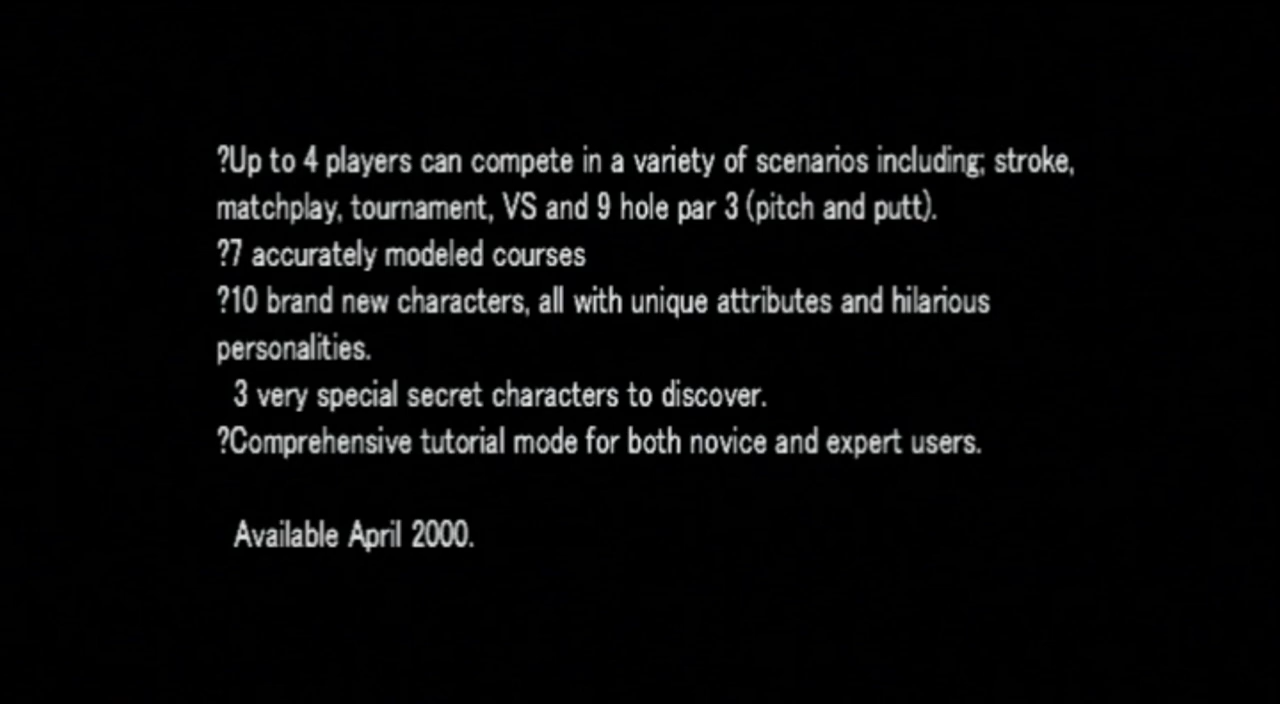 ?Up to 4 players can compete in a variety of scenarios including; stroke,
matchplay, tournament, VS and 9 hole par 3 (pitch and putt).
?7 accurately modeled courses
?10 brand new characters, all with unique attributes and hilarious
personalities.
3 very special secret characters to discover.
?Comprehensive tutorial mode for both novice and expert users.
Available April 2000.